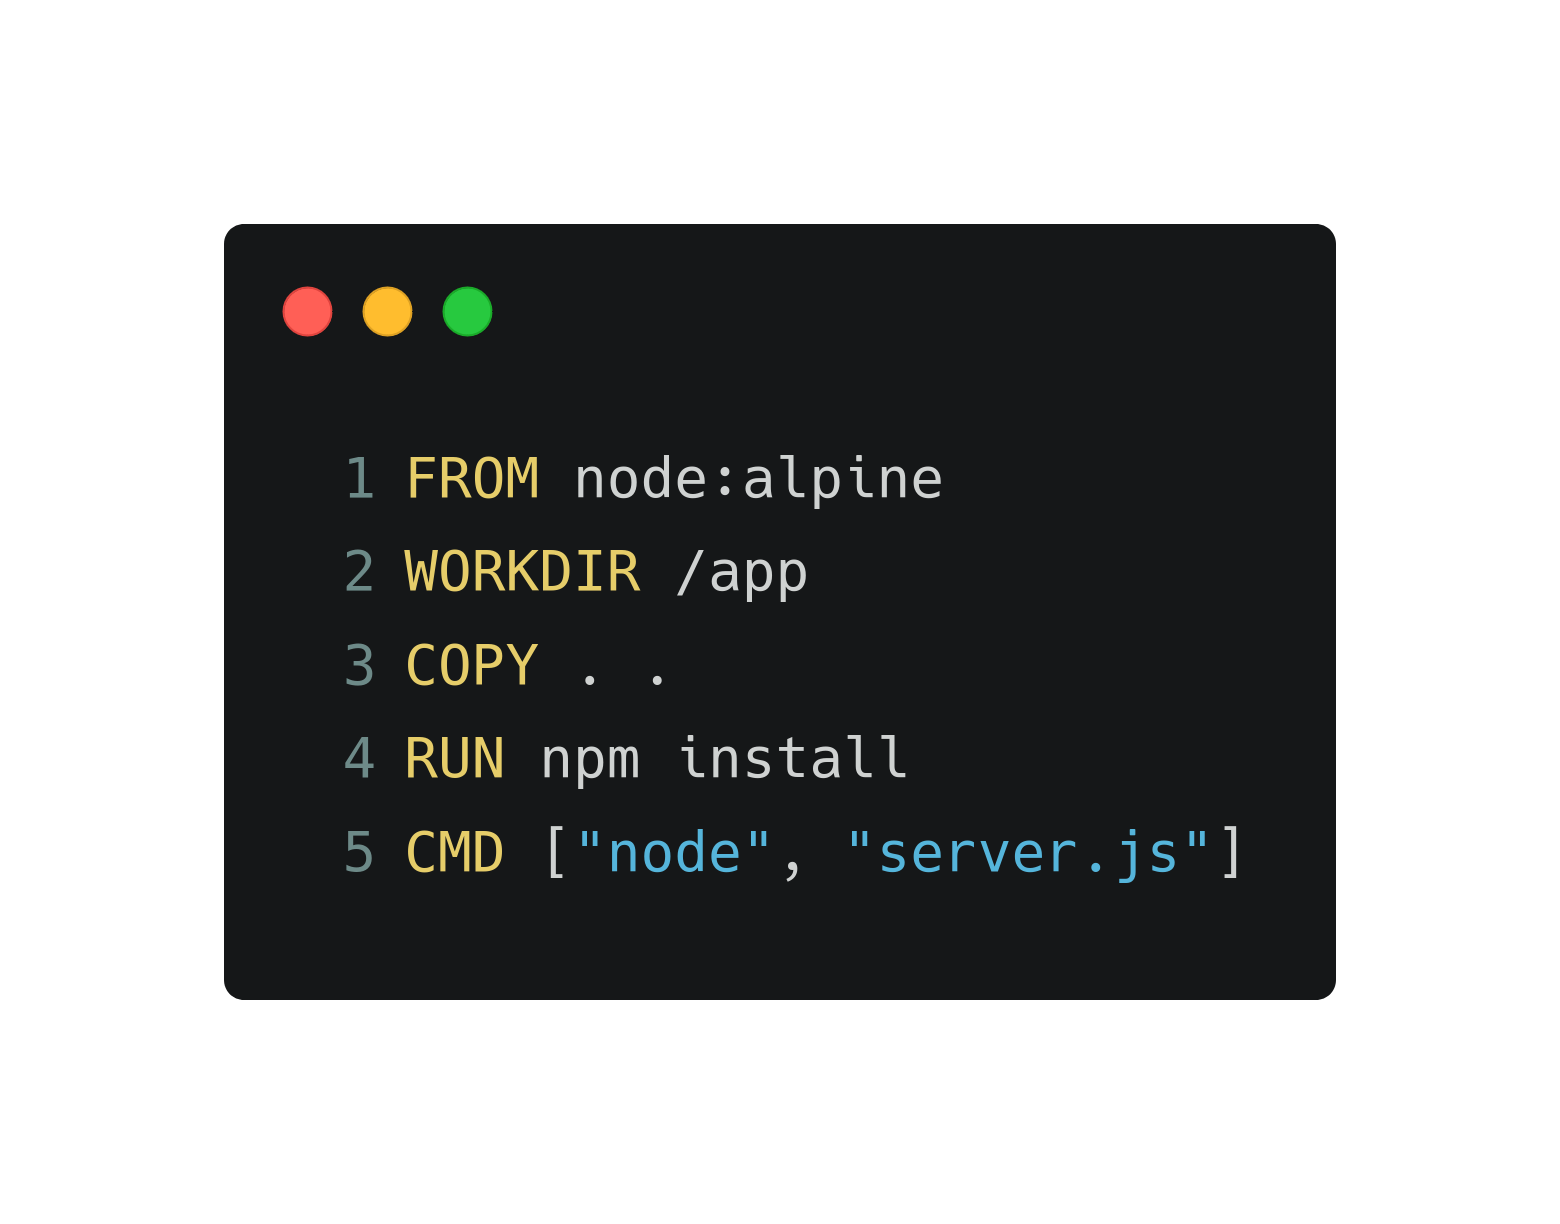 1 FROM node:alpine
2 WORKDIR /app
3 COPY . .
4 RUN npm install
5 CMD ["node", "server.js"]